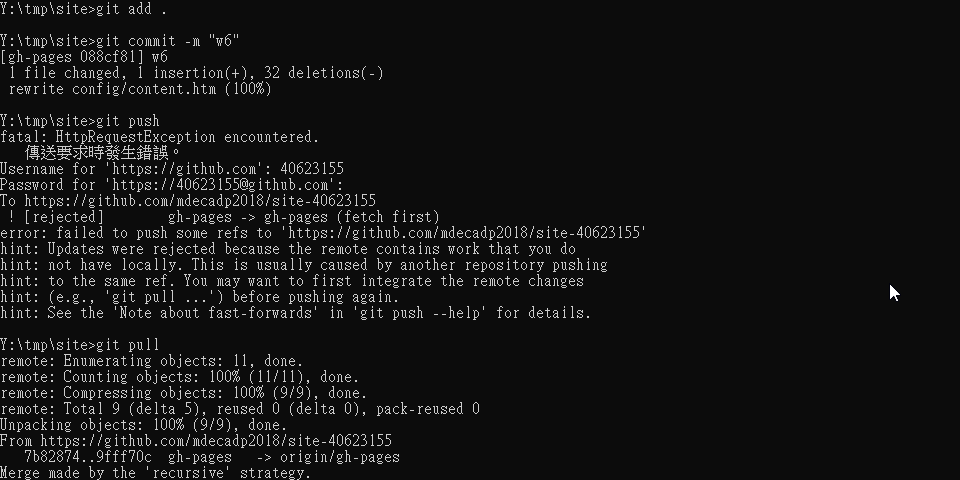 Y:\tmp\site>git add .
Y:\tmp\site>git commit -m "w6"
[gh-pages 088cf81] w6
 1 file changed, 1 insertion(+), 32 deletions(-)
 rewrite config/content.htm (100%)
Y:\tmp\site>git push
fatal: HttpRequestException encountered.
   傳送要求時發生錯誤。
Username for 'https://github.com': 40623155
Password for 'https://40623155@github.com':
To https://github.com/mdecadp2018/site-40623155
 ! [rejected]        gh-pages -> gh-pages (fetch first)
error: failed to push some refs to 'https://github.com/mdecadp2018/site-40623155'
hint: Updates were rejected because the remote contains work that you do
hint: not have locally. This is usually caused by another repository pushing
hint: to the same ref. You may want to first integrate the remote changes
hint: (e.g., 'git pull ...') before pushing again.
hint: See the 'Note about fast-forwards' in 'git push --help' for details.
Y:\tmp\site>git pull
remote: Enumerating objects: 11, done.
remote: Counting objects: 100% (11/11), done.
remote: Compressing objects: 100% (9/9), done.
remote: Total 9 (delta 5), reused 0 (delta 0), pack-reused 0
Unpacking objects: 100% (9/9), done.
From https://github.com/mdecadp2018/site-40623155
   7b82874..9fff70c  gh-pages   -> origin/gh-pages
Merge made by the 'recursive' strategy.